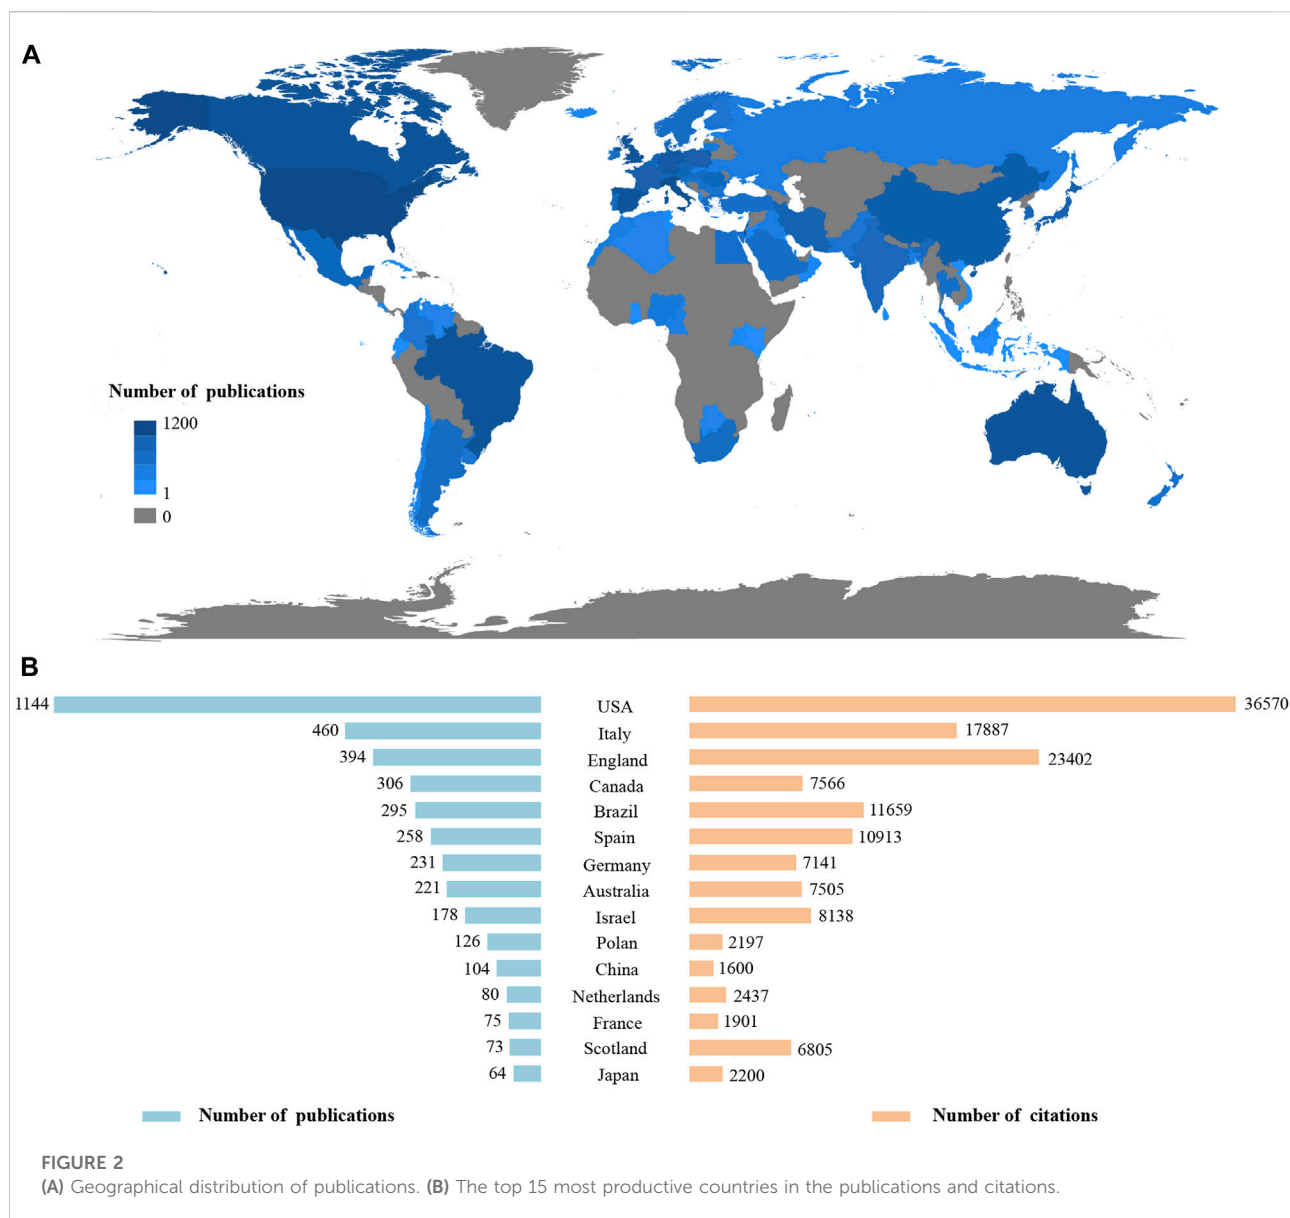 A
Number of publications
1200
1
0
B
1144 USA 36570
460 Italy 17887
394 England 23402
306 Canada 7566
295 Brazil 11659
258 Spain 10913
231 Germany 7141
221 Australia 7505
178 Israel 8138
126 Polan 2197
104 China 1600
80 Netherlands 2437
75 France 1901
73 Scotland 6805
64 Japan 2200
Number of publications Number of citations
FIGURE 2
(A) Geographical distribution of publications. (B) The top 15 most productive countries in the publications and citations.